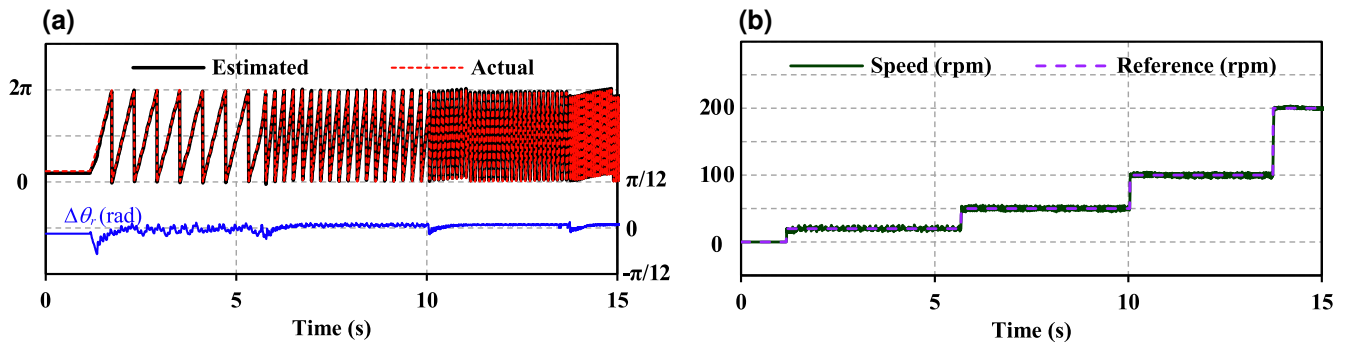 (a)
Estimated Actual
2π
0
π/12
Δθr (rad)
0
-π/12
0 5 10 15
Time (s)
(b)
Speed (rpm) Reference (rpm)
200
100
0
0 5 10 15
Time (s)